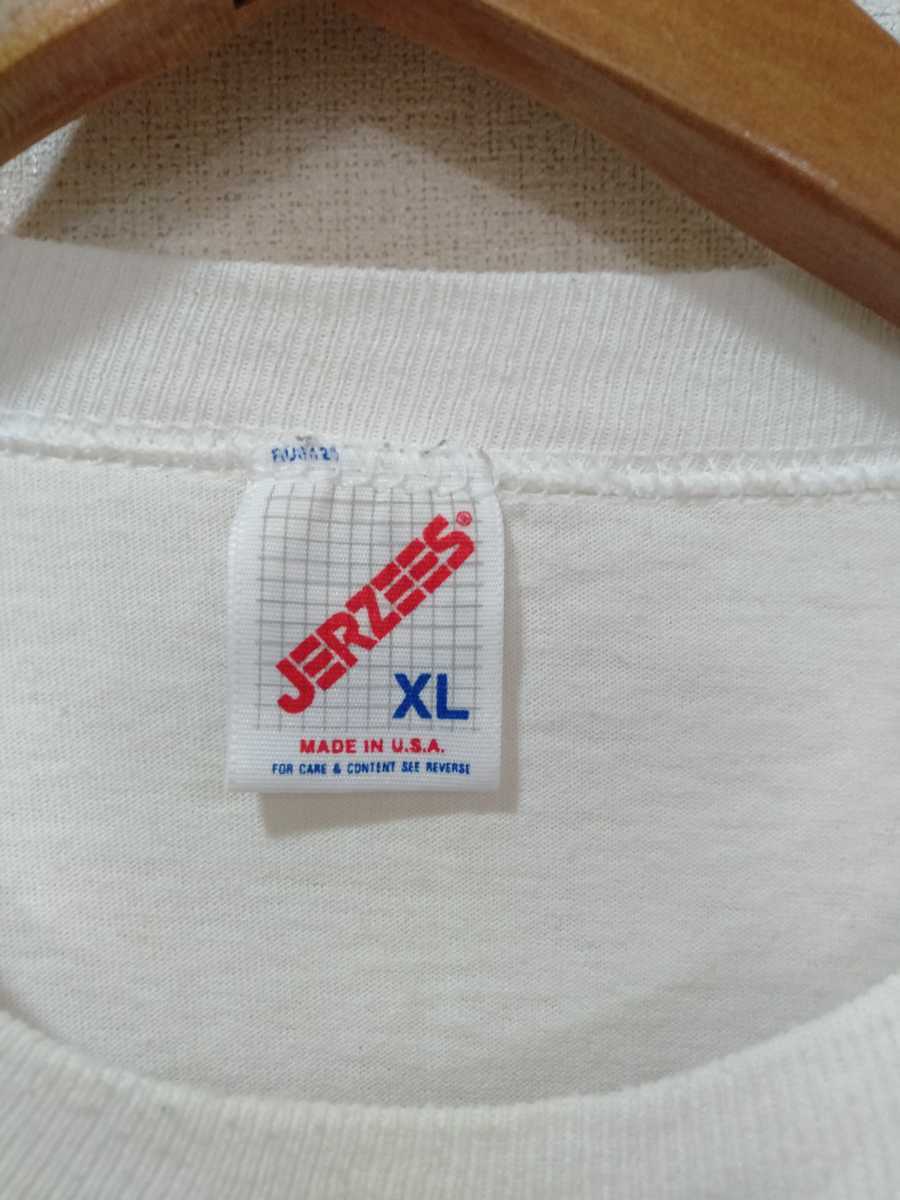 JERZEES®
XL
MADE IN U.S.A.
FOR CARE & CONTENT SEE REVERSE